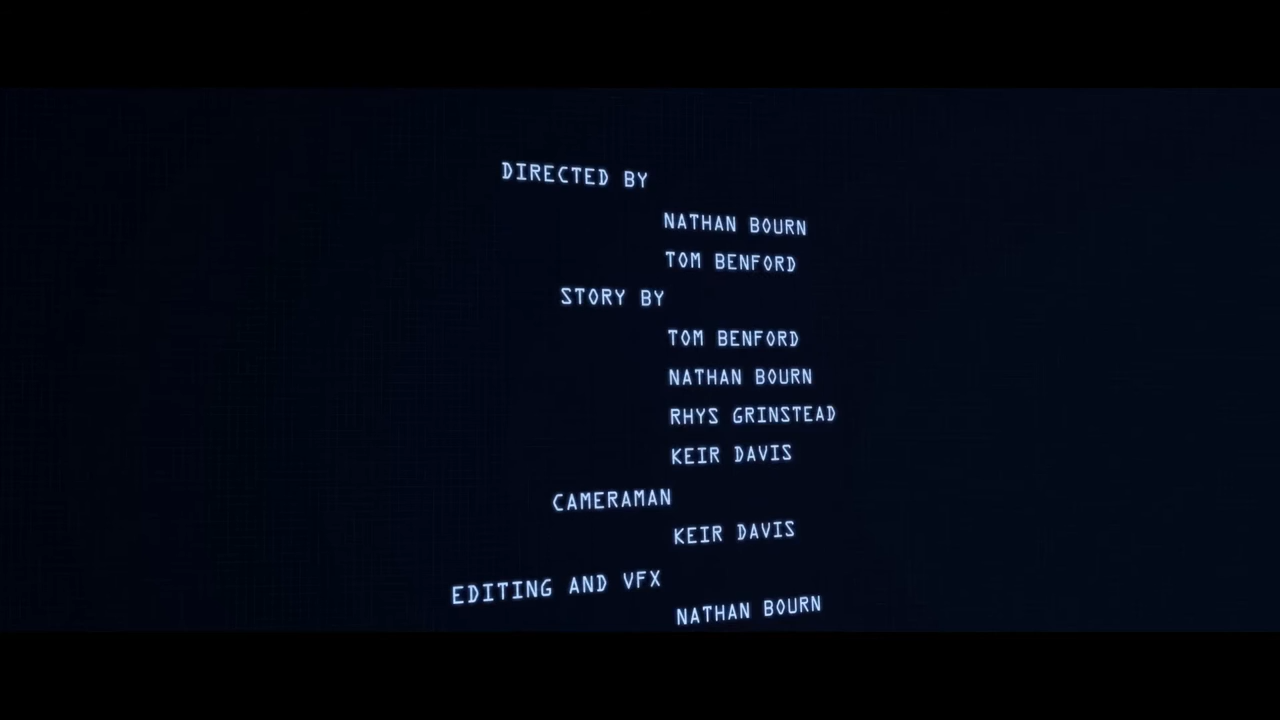 DIRECTED BY
NATHAN BOURN
TOM BENFORD
STORY BY
TOM BENFORD
NATHAN BOURN
RHYS GRINSTEAD
KEIR DAVIS
CAMERAMAN
KEIR DAVIS
EDITING AND VFX
NATHAN BOURN